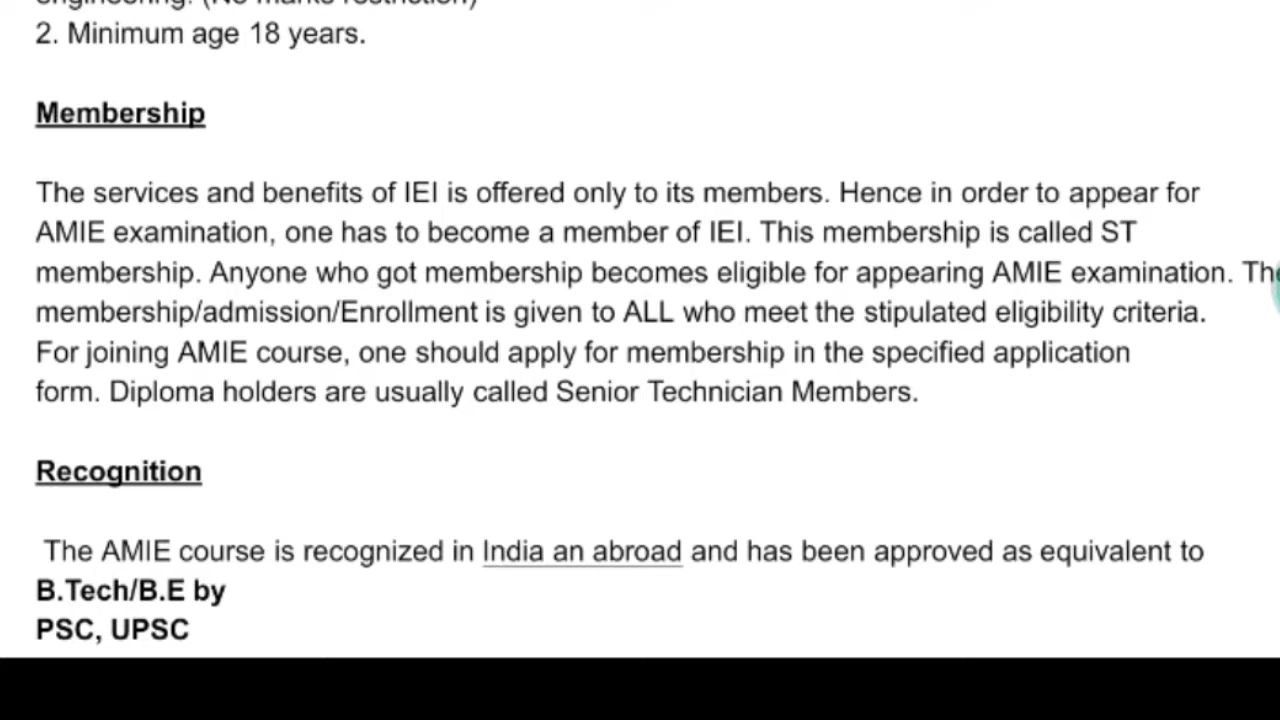 engineering. (No marks restriction)
2. Minimum age 18 years.
Membership
The services and benefits of IEI is offered only to its members. Hence in order to appear for
AMIE examination, one has to become a member of IEI. This membership is called ST
membership. Anyone who got membership becomes eligible for appearing AMIE examination.
membership/admission/Enrollment is given to ALL who meet the stipulated eligibility criteria.
For joining AMIE course, one should apply for membership in the specified application
form. Diploma holders are usually called Senior Technician Members.
Recognition
The AMIE course is recognized in India an abroad and has been approved as equivalent to
B.Tech/B.E by
PSC, UPSC